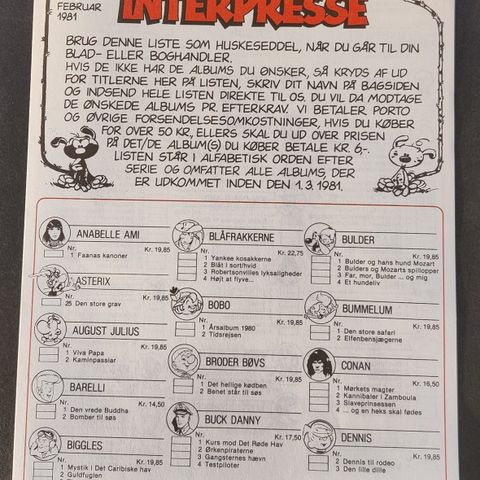 FEBRUAR
1981
INTERPRESSE
BRUG DENNE LISTE SOM HUSKESEDDEL, NÅR DU GÅR TIL DIN
BLAD- ELLER BOGHANDLER.
HVIS DE IKKE HAR DE ALBUMS DU ØNSKER, SÅ KRYDS AF UD
FOR TITLERNE HER PÅ LISTEN, SKRIV DIT NAVN PÅ BAGSIDEN
OG INDSEND HELE LISTEN DIREKTE TIL OS. DU VIL DA MODTAGE
DE ØNSKEDE ALBUMS PR. EFTERKRAV. VI BETALER PORTO
OG ØVRIGE FORSENDELSESOMKOSTNINGER, HVIS DU KØBER
FOR OVER 50 KR, ELLERS SKAL DU UD OVER PRISEN
PÅ DET/DE ALBUM(S) DU KØBER BETALE KR. 6,-.
LISTEN STÅR I ALFABETISK ORDEN EFTER
SERIE OG OMFATTER ALLE ALBUMS, DER
ER UDKOMMET INDEN DEN 1.3.1981.
ANABELLE AMI
Nr. Kr. 19,85
1 Faanas kanoner
ASTERIX
Nr. Kr. 19,85
25 Den store grav
AUGUST JULIUS
Nr. Kr. 19,85
1 Viva Papa
2 Kaminpassiar
BARELLI
Nr. Kr. 14,50
1 Den vrede Buddha
2 Bomber til søs
BIGGLES
Nr. Kr. 19,85
1 Mystik i Det Caribiske hav
2 Guldfuglen
BLÅFRAKKERNE
Nr. Kr. 22,75
1 Yankee kosakkerne
2 Blåt i sort/hvid
3 Robertsonvilles lyksaligheder
4 Højt at flyve...
BOBO
Nr. Kr. 19,85
1 Årsalbum 1980
2 Tidsrejsen
BRODER BØVS
Nr. Kr. 19,85
1 Det hellige kødben
2 Benet står til søs
BUCK DANNY
Nr. Kr. 17,50
1 Kurs mod Det Røde Hav
2 Ørkenpiraterne
3 Gangsternes hævn
4 Testpiloter
BULDER
Nr. Kr. 19,85
1 Bulder og hans hund Mozart
2 Bulders og Mozarts spillopper
3 Far, mor, Bulder ... og mig
4 Et hundeliv
BUMMELUM
Nr. Kr. 19,85
1 Den store safari
2 Elfenbensjægerne
CONAN
Nr. Kr. 16,50
1 Mørkets magter
2 Kannibaler i Zamboula
3 Slaveprinsessen
4 ... og en heks skal fødes
DENNIS
Nr. Kr. 19,85
2 Dennis til rodeo
3 Den lille dille